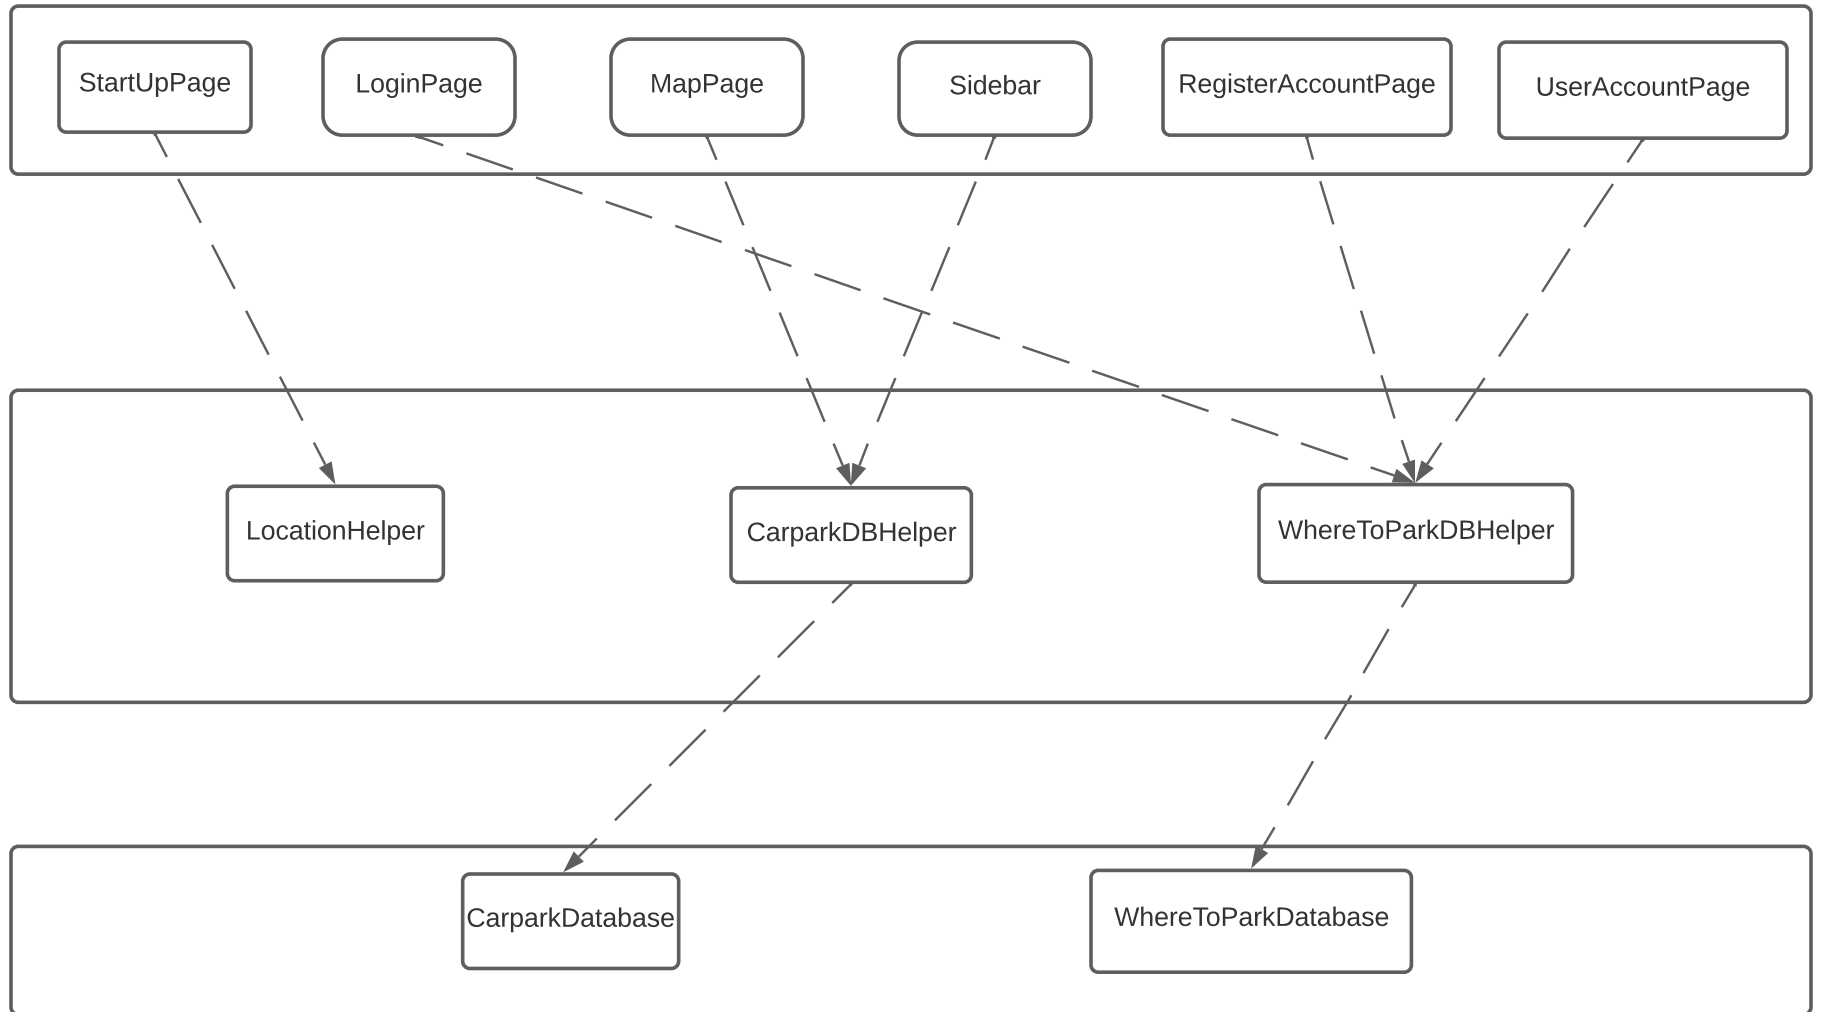 StartUpPage
LoginPage
MapPage
Sidebar
RegisterAccountPage
UserAccountPage
LocationHelper
CarparkDBHelper
WhereToParkDBHelper
CarparkDatabase
WhereToParkDatabase